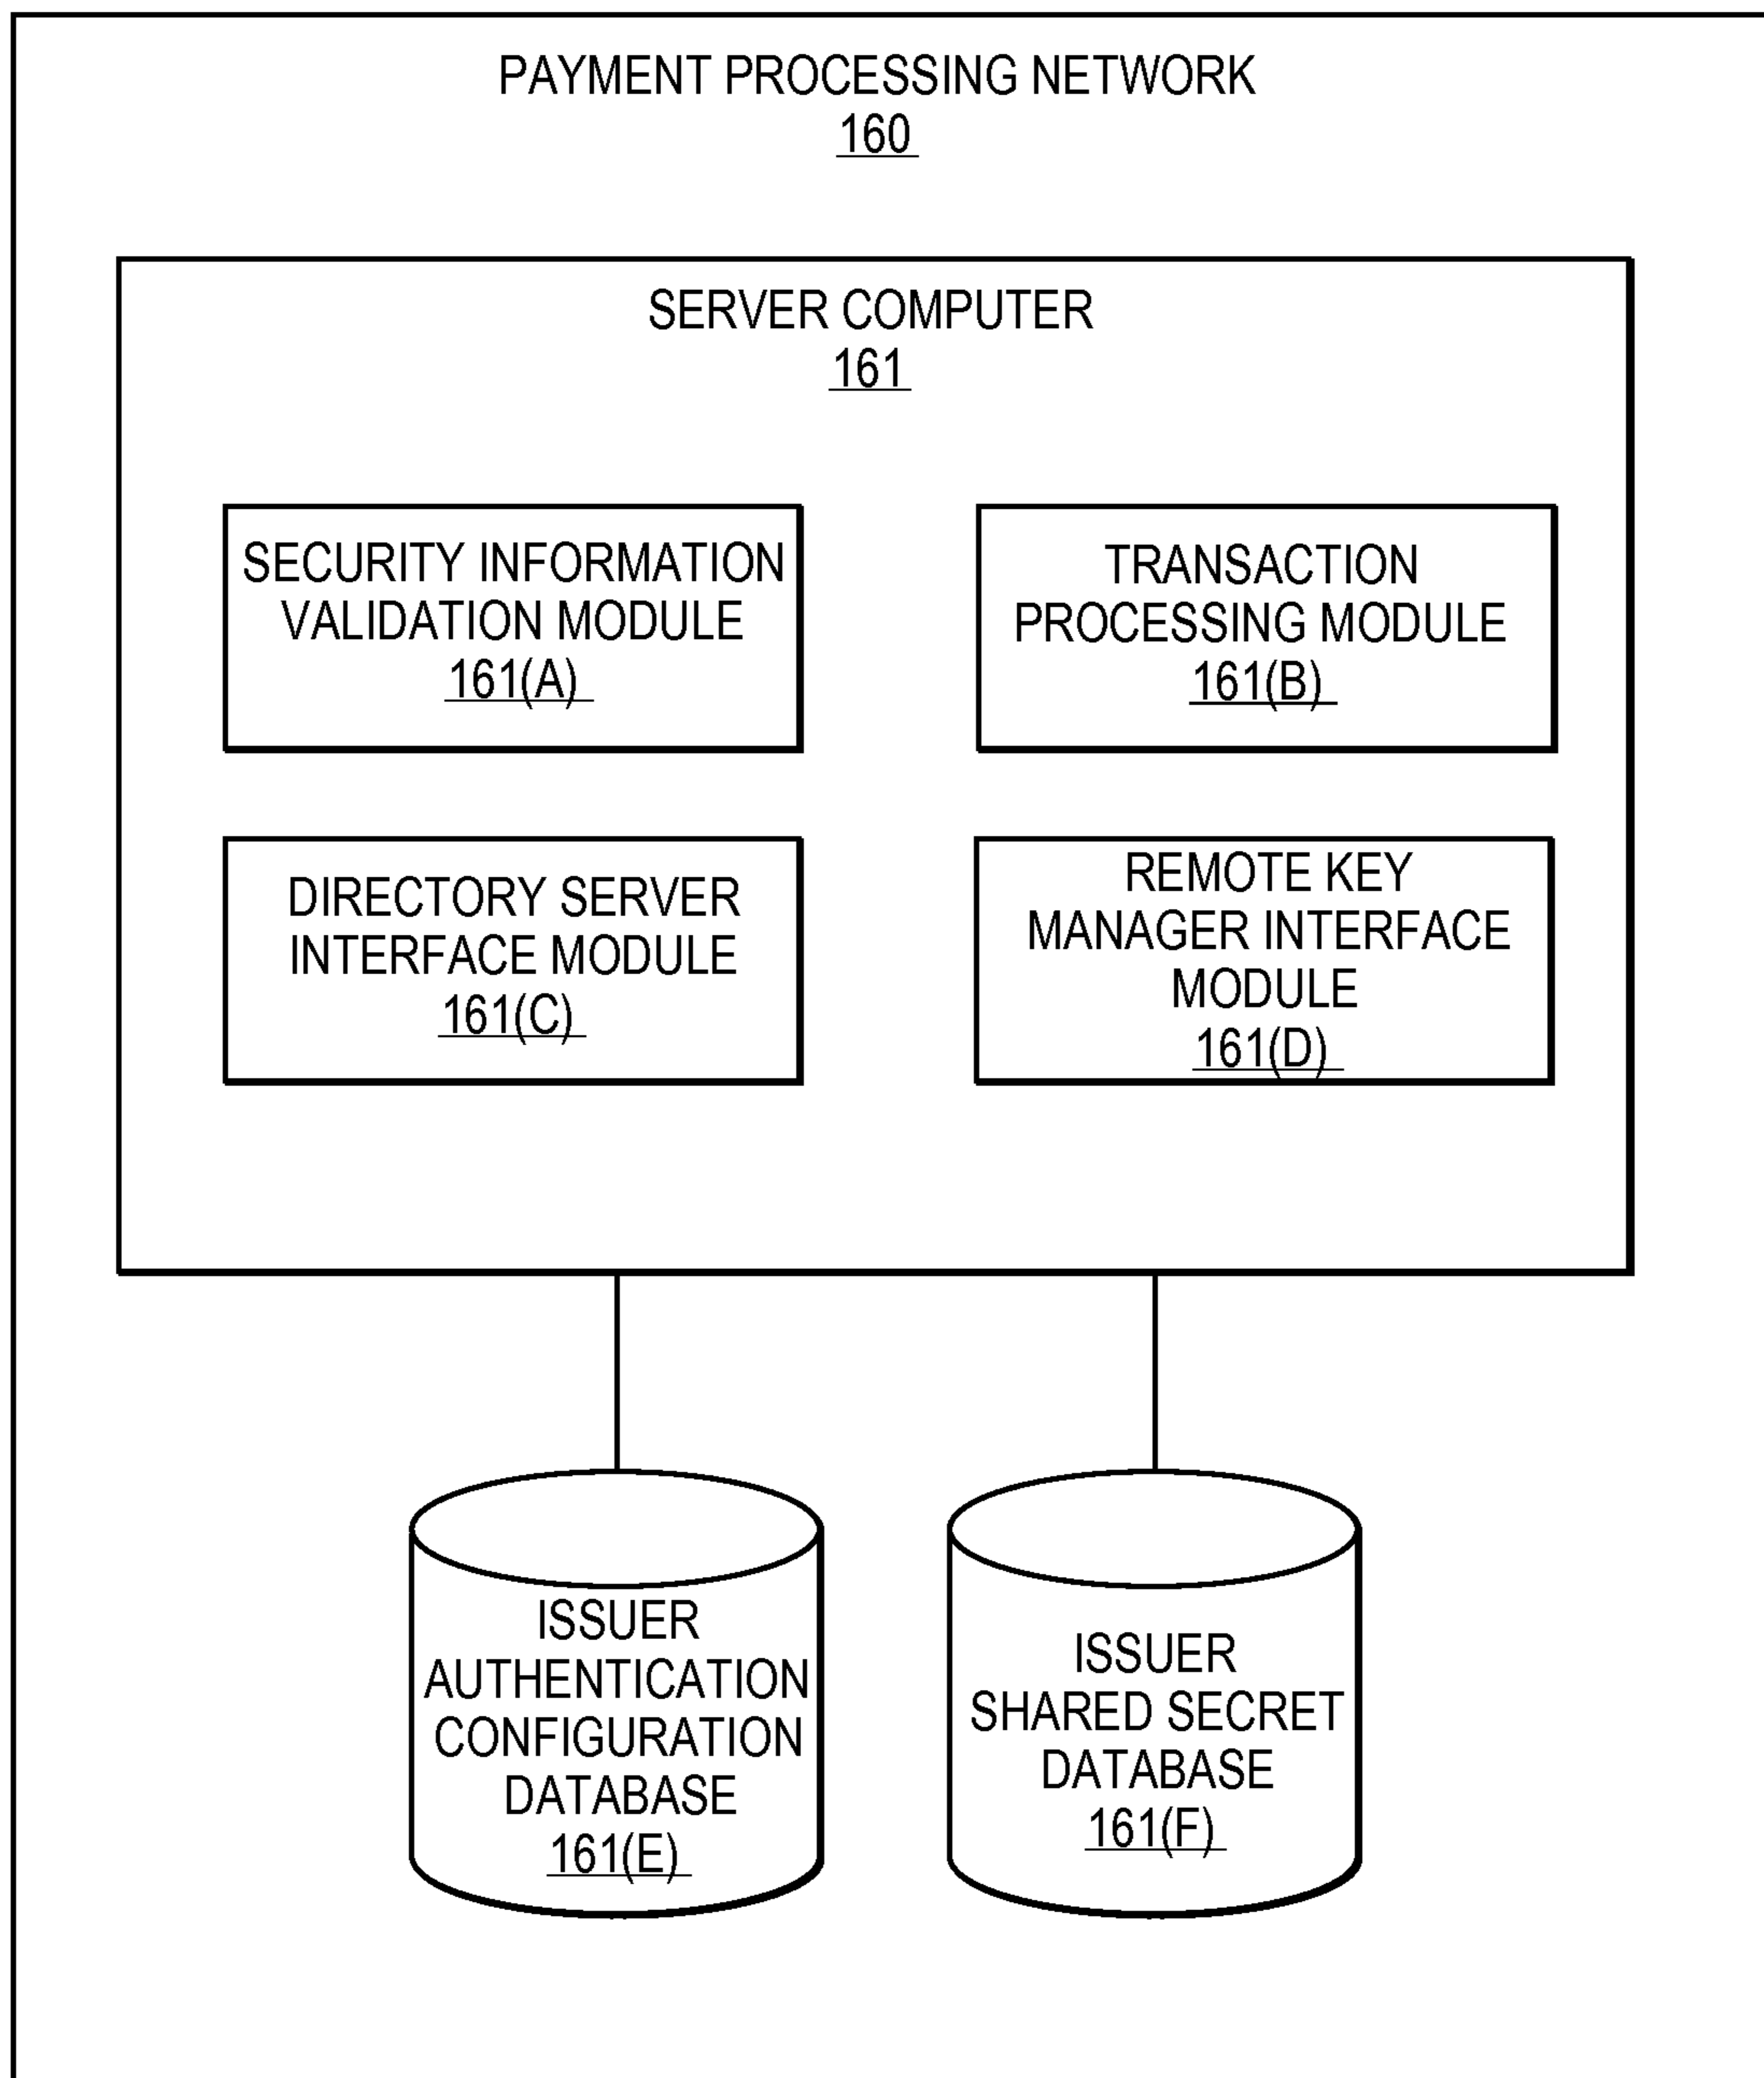 PAYMENT PROCESSING NETWORK
160
SERVER COMPUTER
161
SECURITY INFORMATION
VALIDATION MODULE
161(A)
TRANSACTION
PROCESSING MODULE
161(B)
DIRECTORY SERVER
INTERFACE MODULE
161(C)
REMOTE KEY
MANAGER INTERFACE
MODULE
161(D)
ISSUER
AUTHENTICATION
CONFIGURATION
DATABASE
161(E)
ISSUER
SHARED SECRET
DATABASE
161(F)